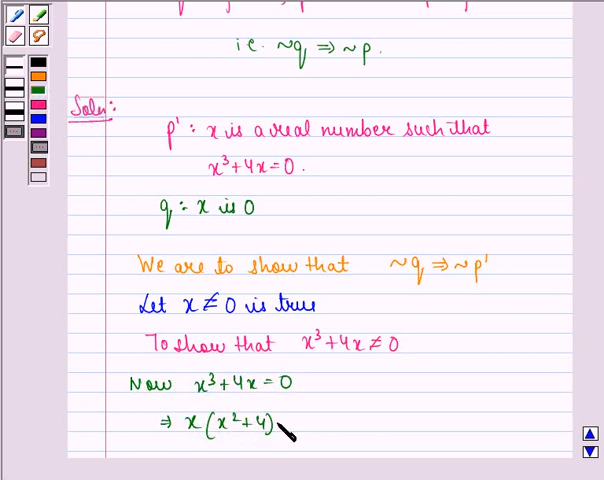 i.e. ~q ⇒ ~p.
Soln:
p' : x is a real number such that
x³+4x=0.
q : x is 0
We are to show that ~q ⇒ ~p'
Let x ≠ 0 is true
To show that x³+4x ≠ 0
Now x³+4x = 0
⇒ x(x²+4)